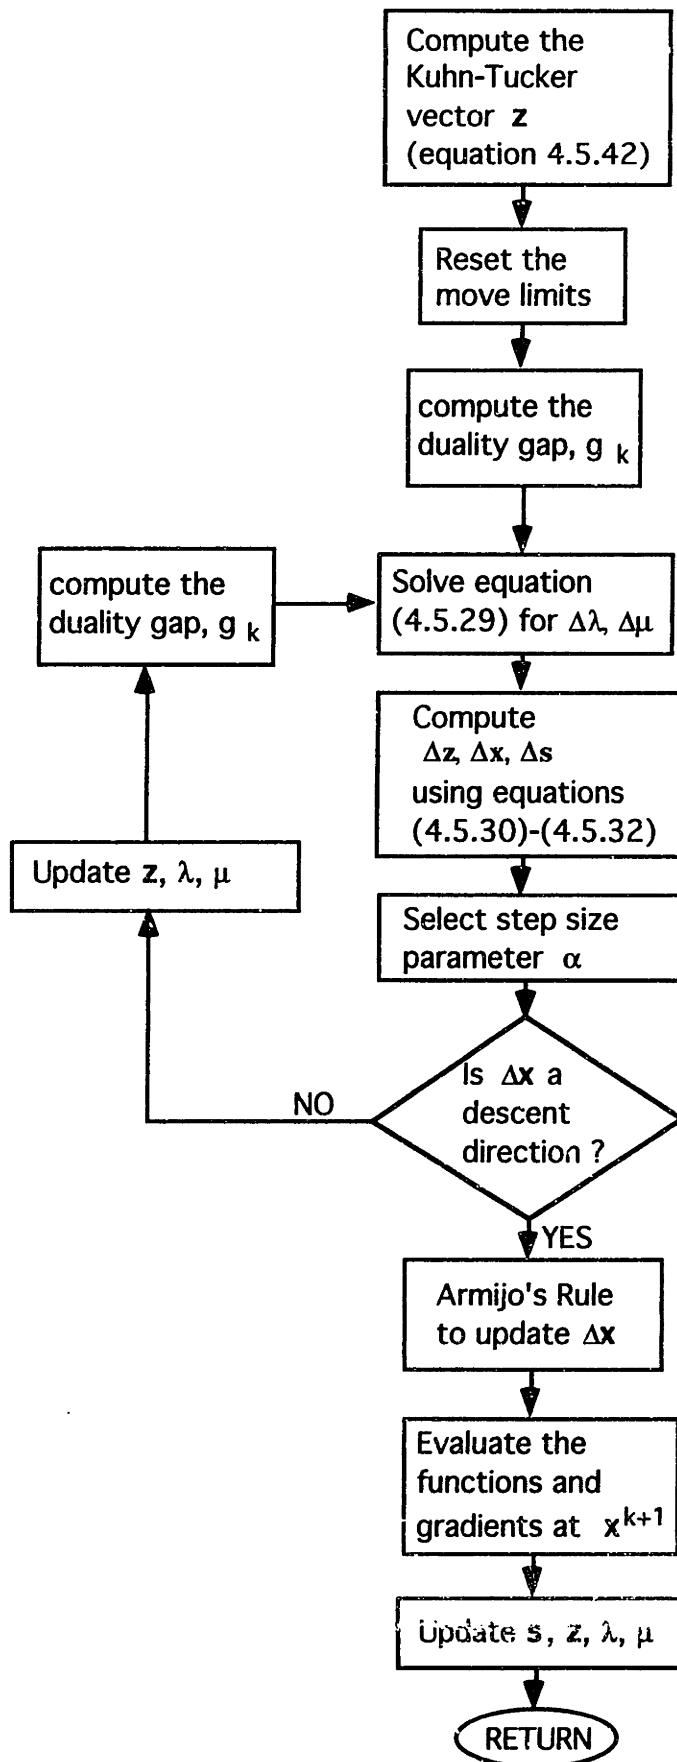 Compute the
Kuhn-Tucker
vector z
(equation 4.5.42)
Reset the
move limits
compute the
duality gap, g k
compute the
duality gap, g k
Solve equation
(4.5.29) for Δλ, Δμ
Compute
Δz, Δx, Δs
using equations
(4.5.30)-(4.5.32)
Update z, λ, μ
Select step size
parameter α
Is Δx a
descent
direction ?
NO
YES
Armijo's Rule
to update Δx
Evaluate the
functions and
gradients at x^{k+1}
Update s, z, λ, μ
RETURN